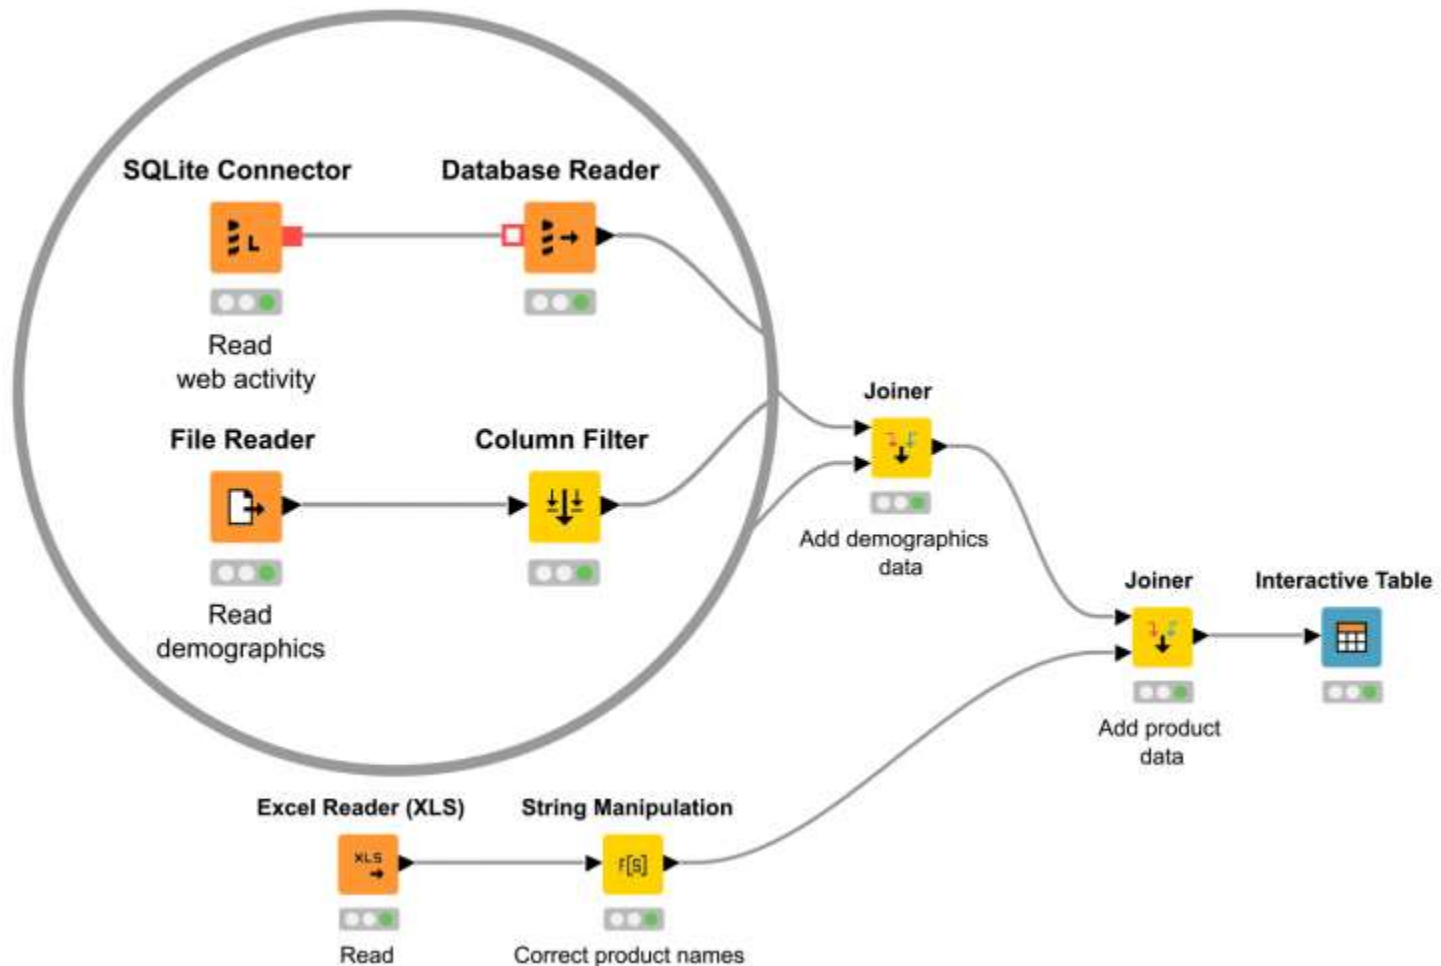 SQLite Connector
Database Reader
L
Read
web activity
File Reader
Column Filter
Read
demographics
Joiner
Add demographics
data
Joiner
Interactive Table
Add product
data
Excel Reader (XLS)
String Manipulation
XLS
F[S]
Read
Correct product names